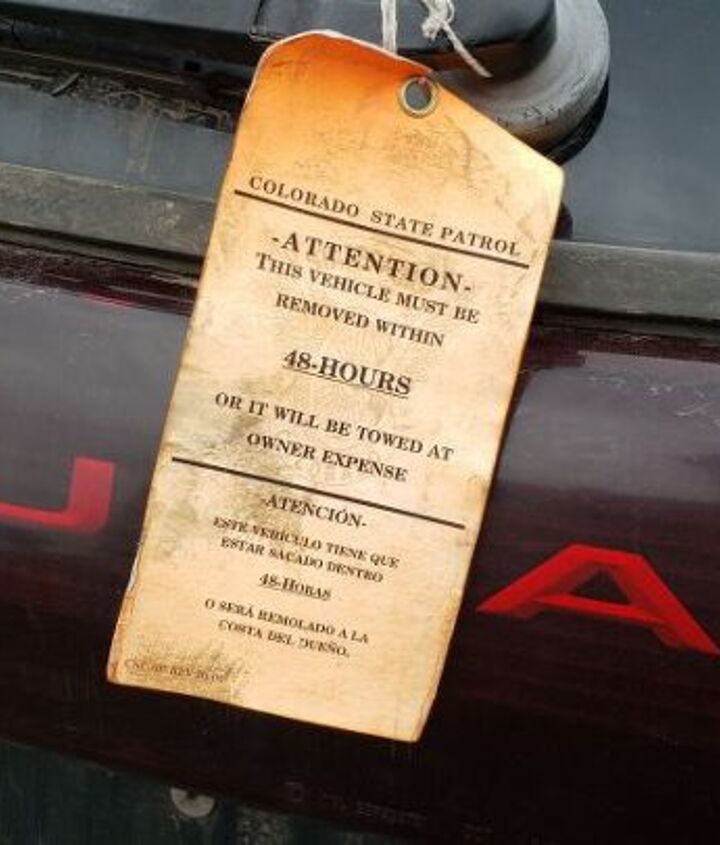 COLORADO STATE PATROL
-ATTENTION-
THIS VEHICLE MUST BE
REMOVED WITHIN
48-HOURS
OR IT WILL BE TOWED AT
OWNER EXPENSE
-ATENCIÓN-
ESTE VEHÍCULO TIENE QUE
ESTAR SACADO DENTRO
48-HORAS
O SERÁ REMOLADO A LA
COSTA DEL DUEÑO.
U A